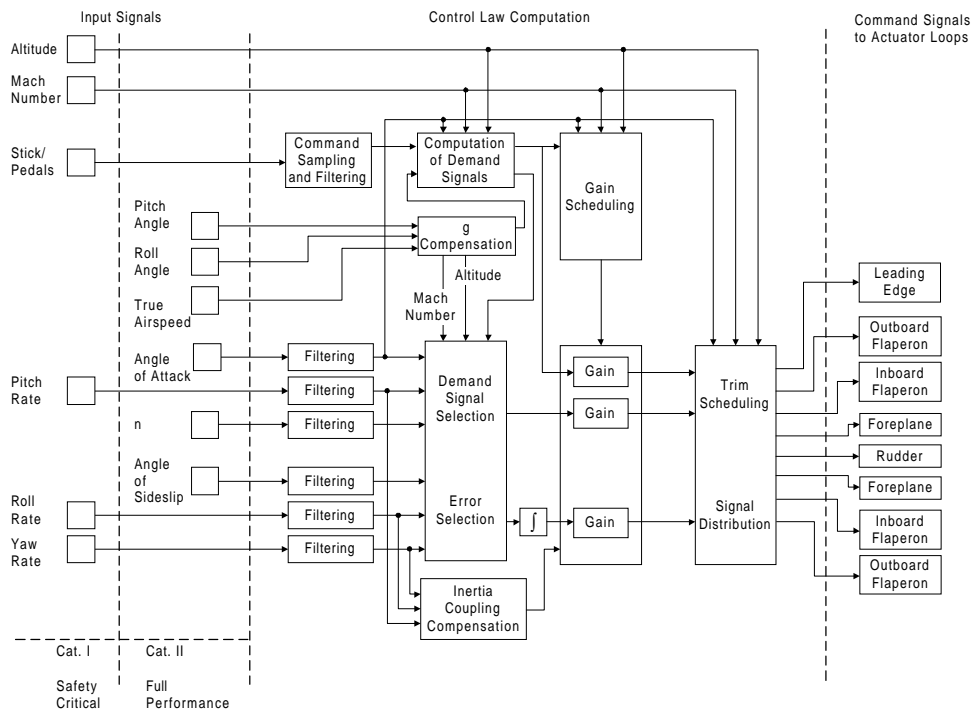 Input Signals
Control Law Computation
Command Signals
to Actuator Loops
Altitude
Mach
Number
Stick/
Pedals
Command
Sampling
and Filtering
Computation
of Demand
Signals
Gain
Scheduling
Pitch
Angle
Roll
Angle
True
Airspeed
g
Compensation
Altitude
Mach
Number
Leading
Edge
Outboard
Flaperon
Inboard
Flaperon
Foreplane
Rudder
Foreplane
Inboard
Flaperon
Outboard
Flaperon
Angle
of Attack
Filtering
Pitch
Rate
Filtering
n
Filtering
Angle
of
Sideslip
Filtering
Roll
Rate
Filtering
Yaw
Rate
Filtering
Demand
Signal
Selection
Error
Selection
∫
Gain
Gain
Gain
Trim
Scheduling
Signal
Distribution
Inertia
Coupling
Compensation
Cat. I
Safety
Critical
Cat. II
Full
Performance